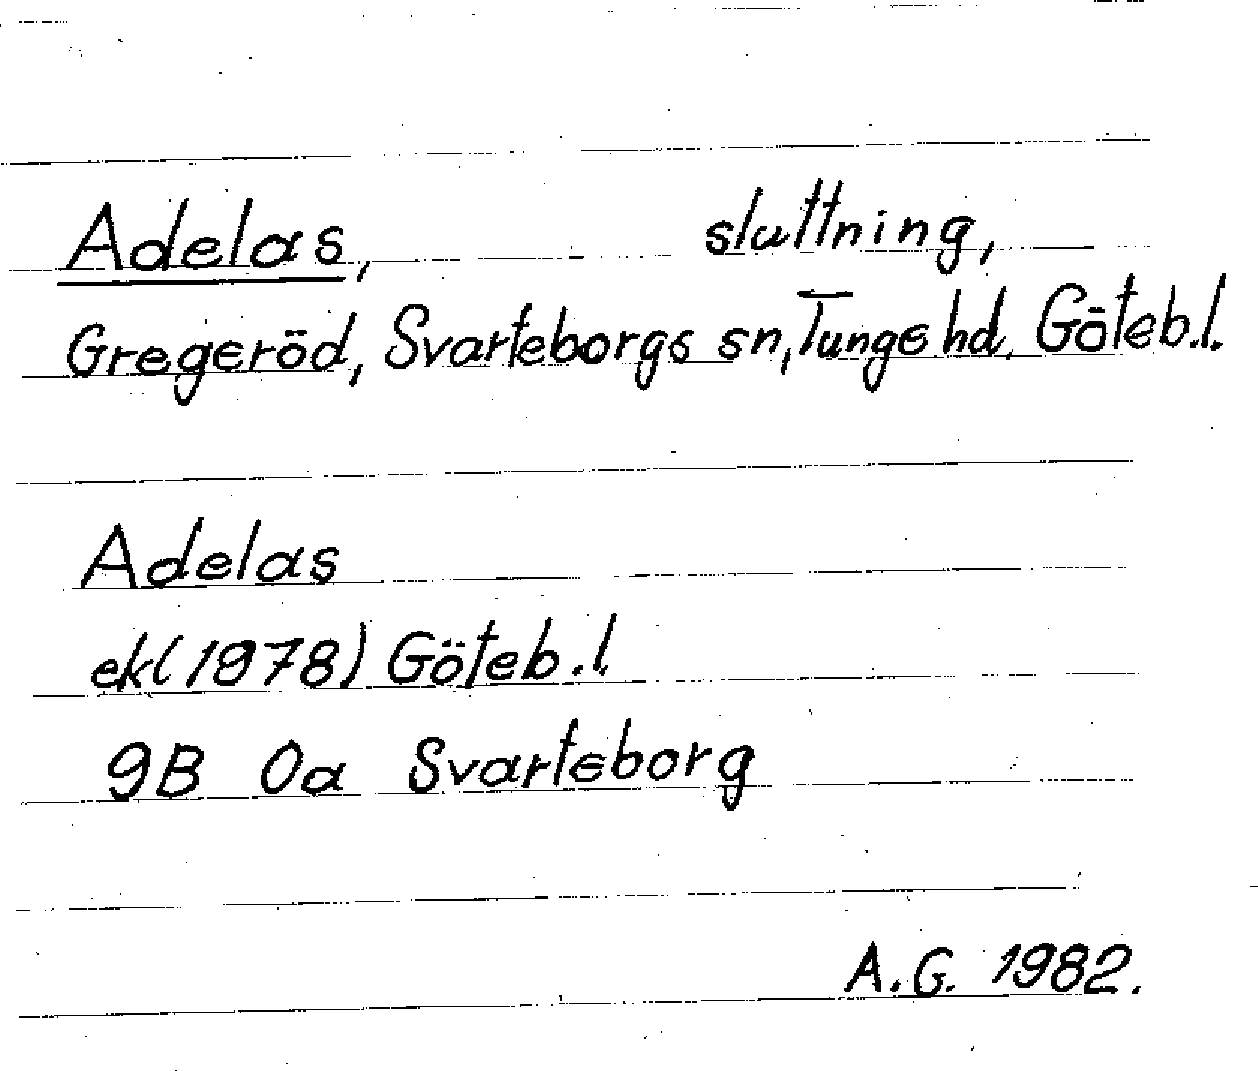 Adelas, sluttning,
Gregeröd, Svarteborgs sn, Tunge hd, Göteb.l.
Adelas
ek(1978) Göteb.l.
9B 0a Svarteborg
A.G. 1982.